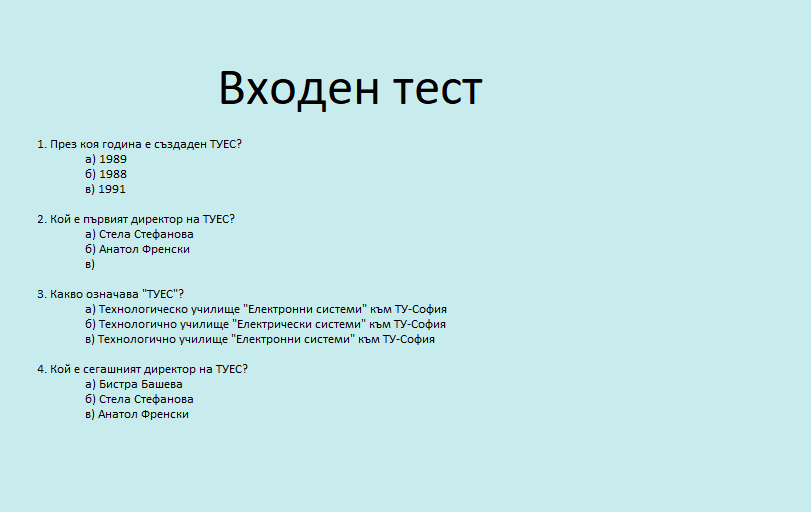 Входен тест
1. През коя година е създаден ТУЕС?
а) 1989
б) 1988
в) 1991
2. Кой е първият директор на ТУЕС?
а) Стела Стефанова
б) Анатол Френски
в)
3. Какво означава "ТУЕС"?
а) Технологическо училище "Електронни системи" към ТУ-София
б) Технологично училище "Електрически системи" към ТУ-София
в) Технологично училище "Електронни системи" към ТУ-София
4. Кой е сегашният директор на ТУЕС?
а) Бистра Башева
б) Стела Стефанова
в) Анатол Френски